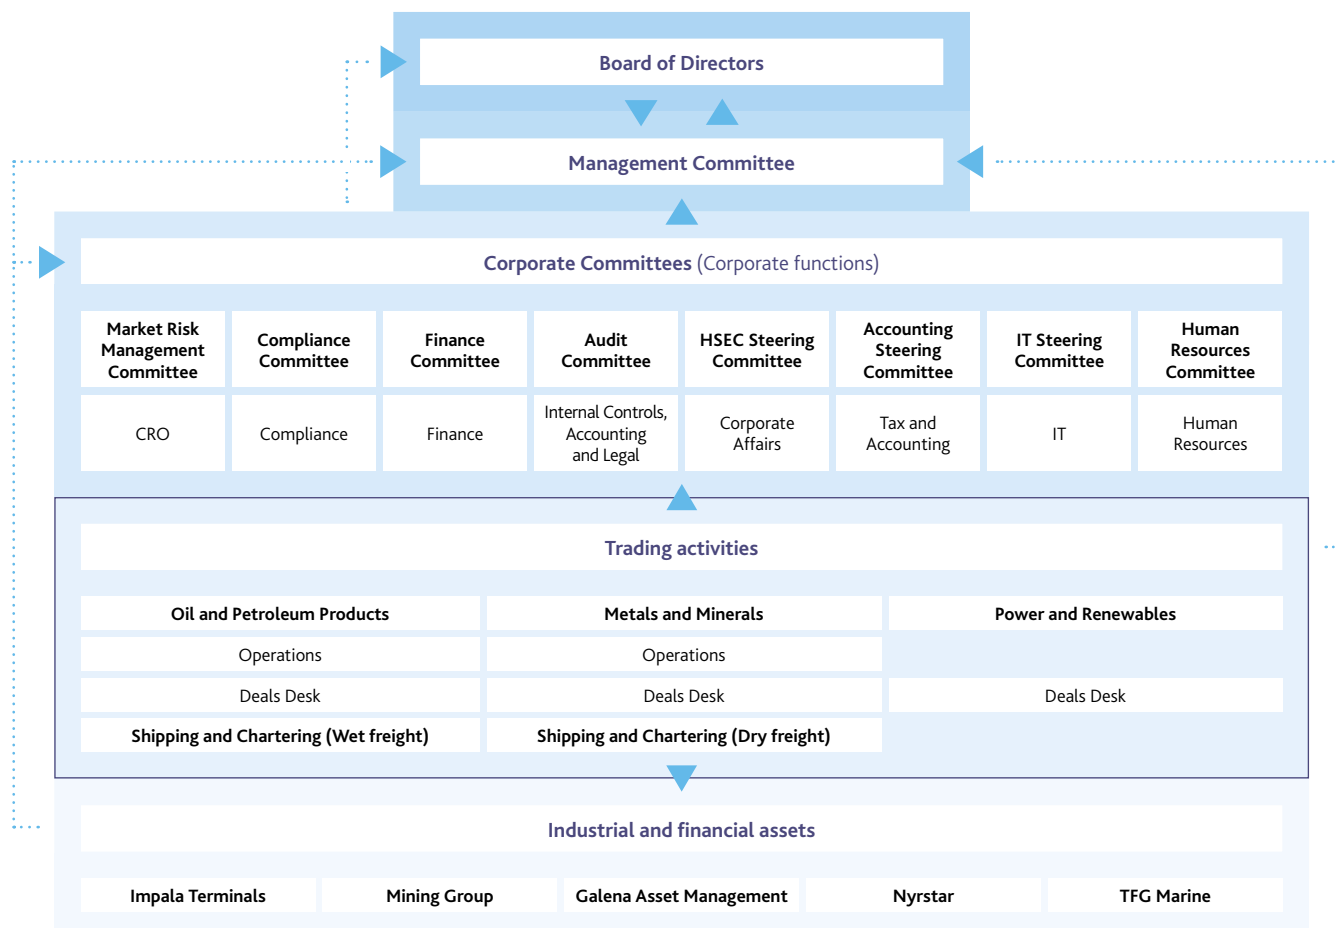 Board of Directors
Management Committee
Corporate Committees (Corporate functions)
Market Risk
Management
Committee
Compliance
Committee
Finance
Committee
Audit
Committee
HSEC Steering
Committee
Accounting
Steering
Committee
IT Steering
Committee
Human
Resources
Committee
CRO
Compliance
Finance
Internal Controls,
Accounting
and Legal
Corporate
Affairs
Tax and
Accounting
IT
Human
Resources
Trading activities
Oil and Petroleum Products
Metals and Minerals
Power and Renewables
Operations
Operations
Deals Desk
Deals Desk
Deals Desk
Shipping and Chartering (Wet freight)
Shipping and Chartering (Dry freight)
Industrial and financial assets
Impala Terminals
Mining Group
Galena Asset Management
Nyrstar
TFG Marine